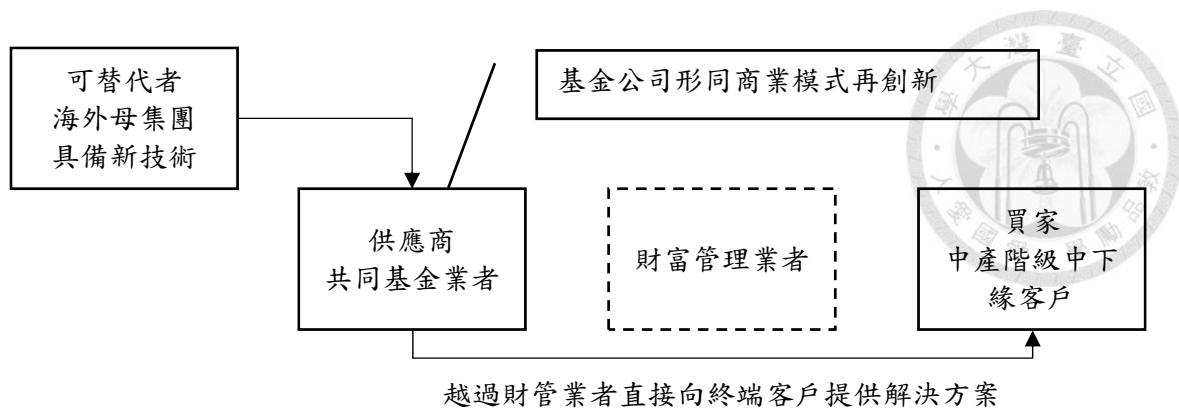 可替代者
海外母集團
具備新技術
基金公司形同商業模式再創新
供應商
共同基金業者
財富管理業者
買家
中產階級中下
緣客戶
越過財管業者直接向終端客戶提供解決方案